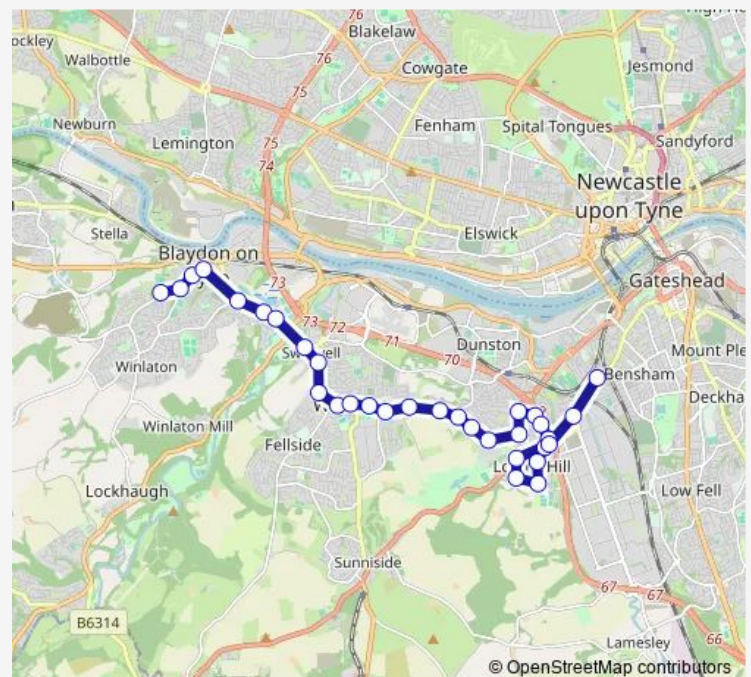 76
Blakelaw
ockley
Walbottle
76
Cowgate
Jesmond
75
Newburn
Fenham
Spital Tongues
Lemington
75
Sandyford
74
Newcastle
upon Tyne
Stella
Elswick
Blaydon on
73
Gateshead
73
72
Dunston
71
Mount Ple
70
Winlaton
Bensham
Deckha
Winlaton Mill
Fellside
Lockhaugh
Low Fell
Sunniside
67
67
B6314
66
Lamesley
© OpenStreetMap contributors